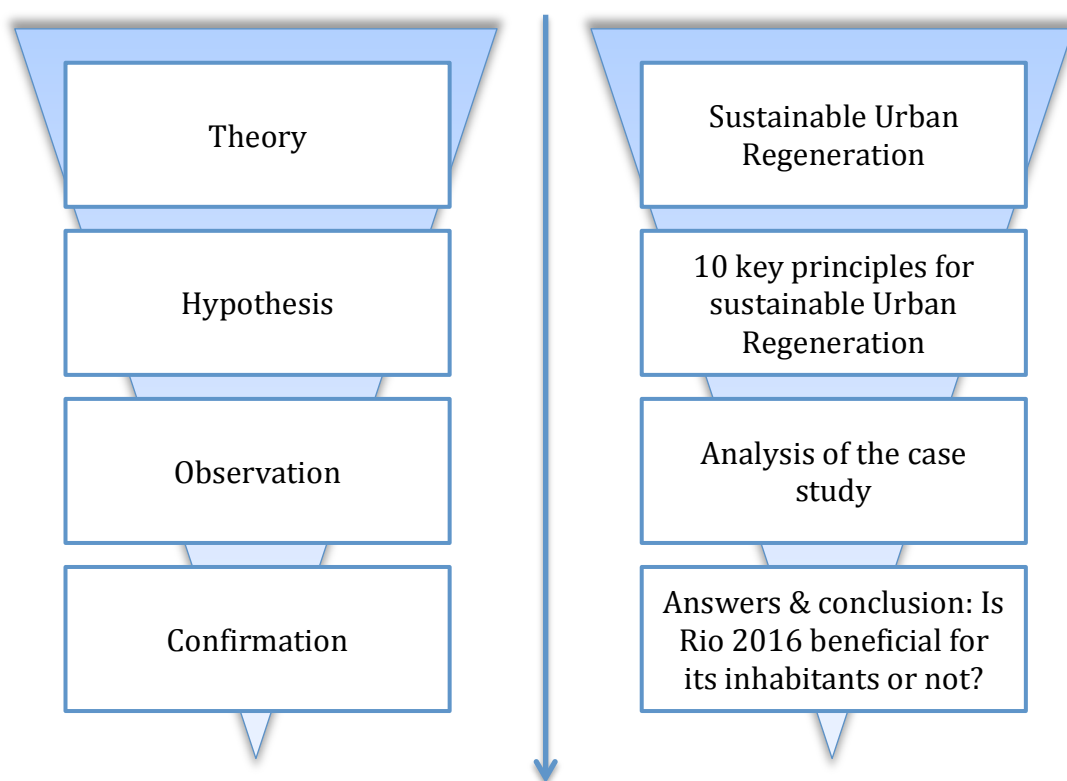 Theory
Sustainable Urban
Regeneration
Hypothesis
10 key principles for
sustainable Urban
Regeneration
Observation
Analysis of the case
study
Confirmation
Answers & conclusion: Is
Rio 2016 beneficial for
its inhabitants or not?